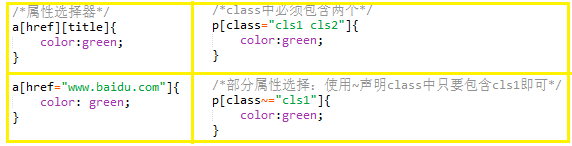 /*属性选择器*/
a[href][title]{
    color:green;
}
/*class中必须包含两个*/
p[class="cls1 cls2"]{
    color:green;
}
a[href="www.baidu.com"]{
    color: green;
}
/*部分属性选择：使用~声明class中只要包含cls1即可*/
p[class~="cls1"]{
    color:green;
}